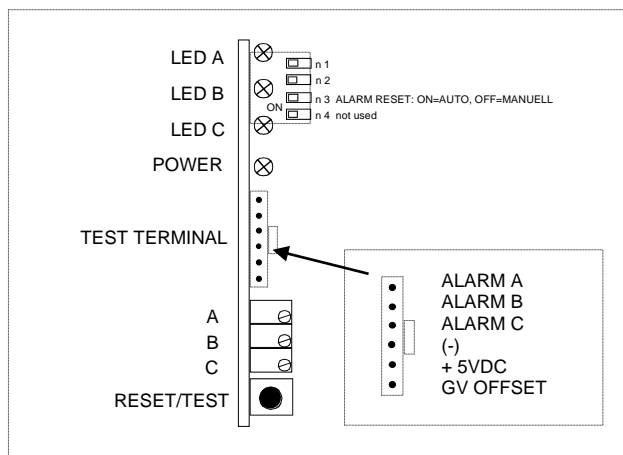 LED A
n 1
n 2
LED B
n 3 ALARM RESET: ON=AUTO, OFF=MANUELL
ON
n 4 not used
LED C
POWER
TEST TERMINAL
A
B
C
RESET/TEST
ALARM A
ALARM B
ALARM C
(-)
+ 5VDC
GV OFFSET